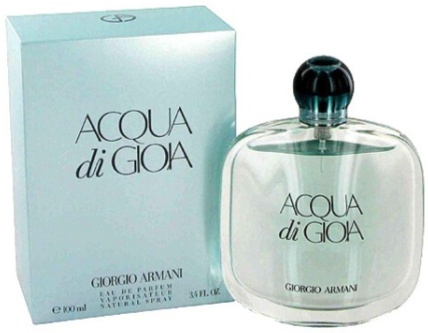 ACQUA
di GIOIA
GIORGIO ARMANI
EAU DE PARFUM
VAPORISATEUR
NATURAL SPRAY
℮ 100 ml
3.4 FL. OZ.
ACQUA
di GIOIA
GIORGIO ARMANI